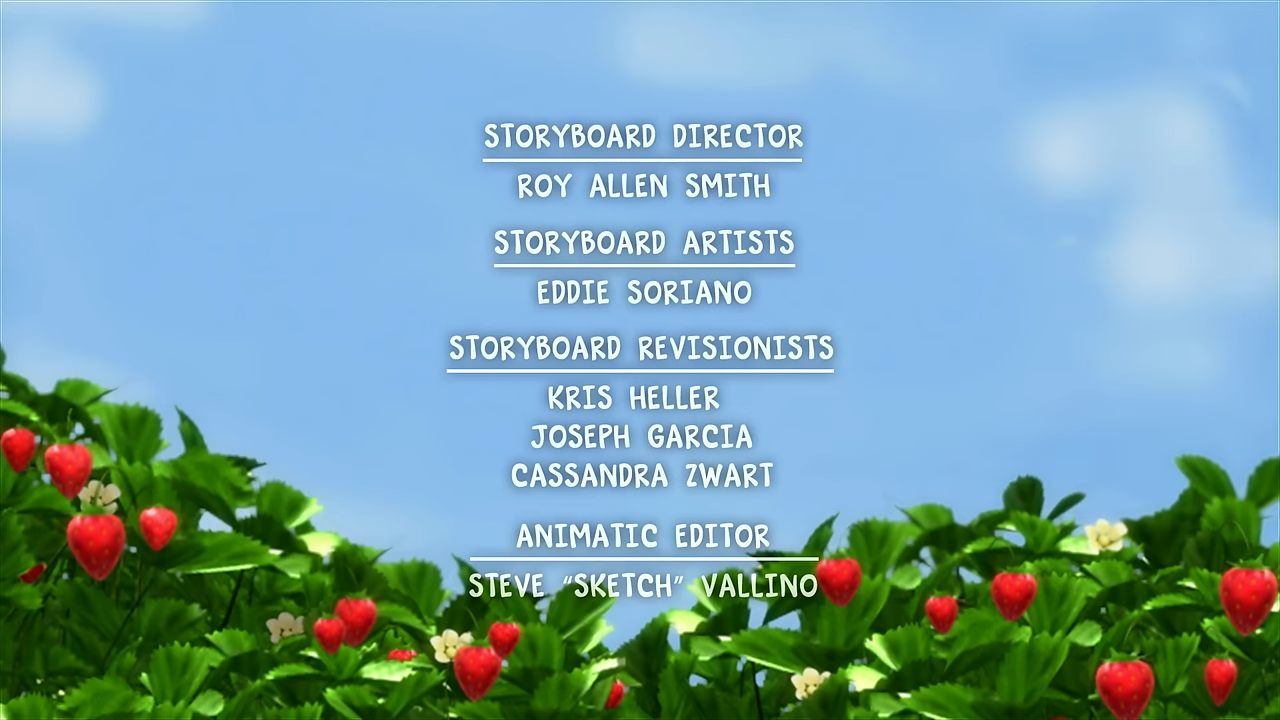 STORYBOARD DIRECTOR
ROY ALLEN SMITH
STORYBOARD ARTISTS
EDDIE SORIANO
STORYBOARD REVISIONISTS
KRIS HELLER
JOSEPH GARCIA
CASSANDRA ZWART
ANIMATIC EDITOR
STEVE “SKETCH” VALLINO